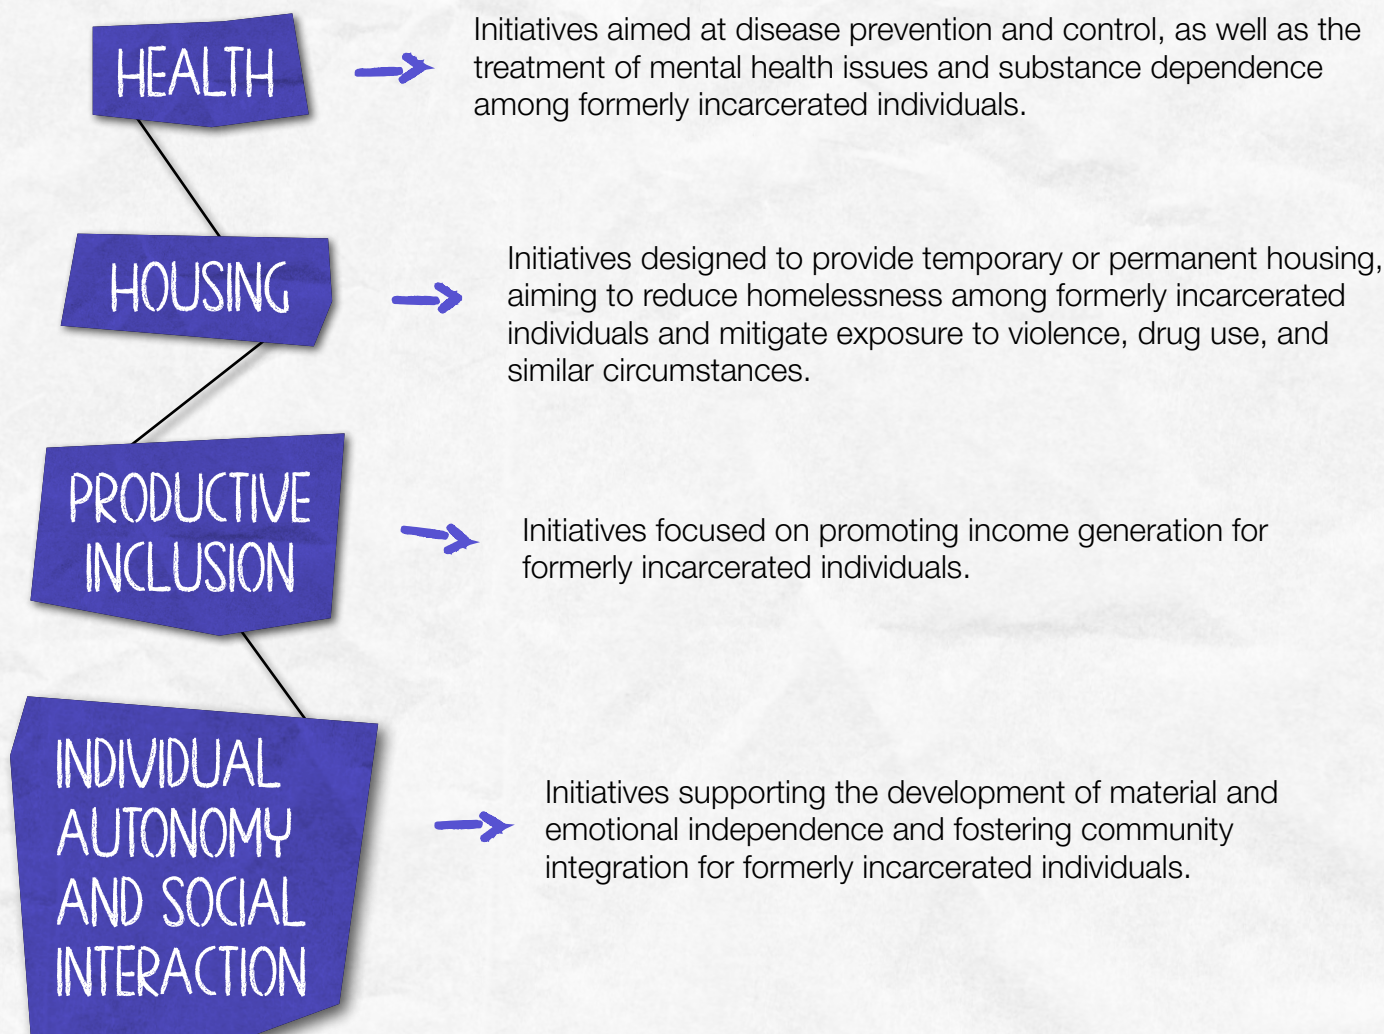 HEALTH
Initiatives aimed at disease prevention and control, as well as the
treatment of mental health issues and substance dependence
among formerly incarcerated individuals.
HOUSING
Initiatives designed to provide temporary or permanent housing,
aiming to reduce homelessness among formerly incarcerated
individuals and mitigate exposure to violence, drug use, and
similar circumstances.
PRODUCTIVE
INCLUSION
Initiatives focused on promoting income generation for
formerly incarcerated individuals.
INDIVIDUAL
AUTONOMY
AND SOCIAL
INTERACTION
Initiatives supporting the development of material and
emotional independence and fostering community
integration for formerly incarcerated individuals.